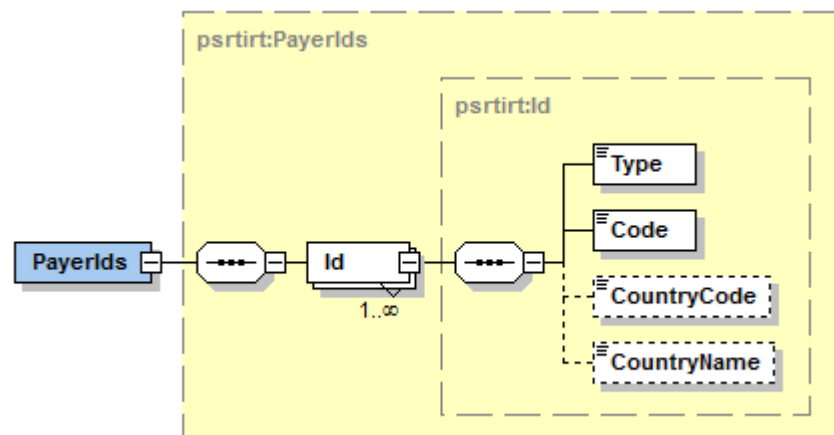 psrtirt:PayerIds
psrtirt:Id
Type
Code
PayerIds
Id
1..∞
CountryCode
CountryName